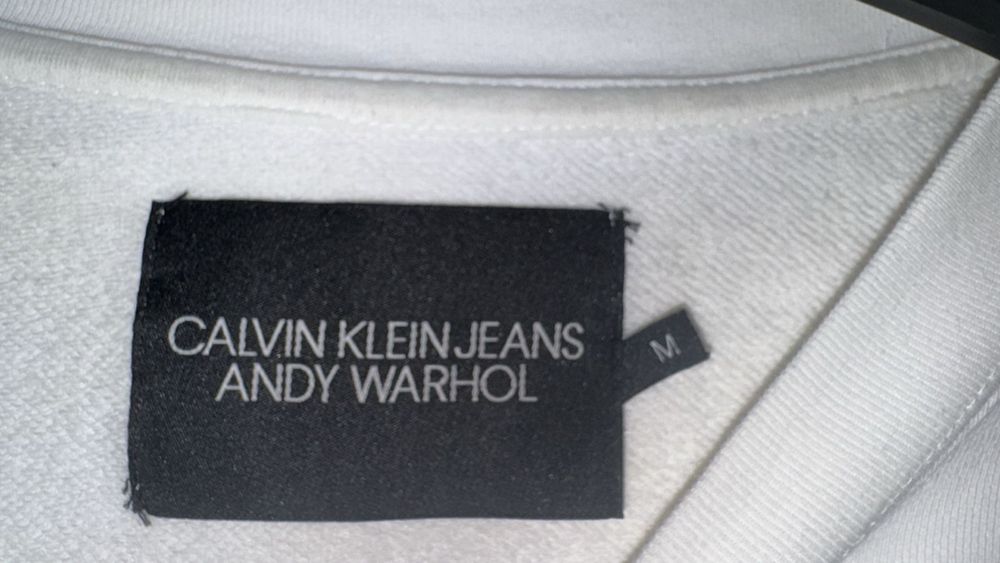 CALVIN KLEIN JEANS
ANDY WARHOL
M